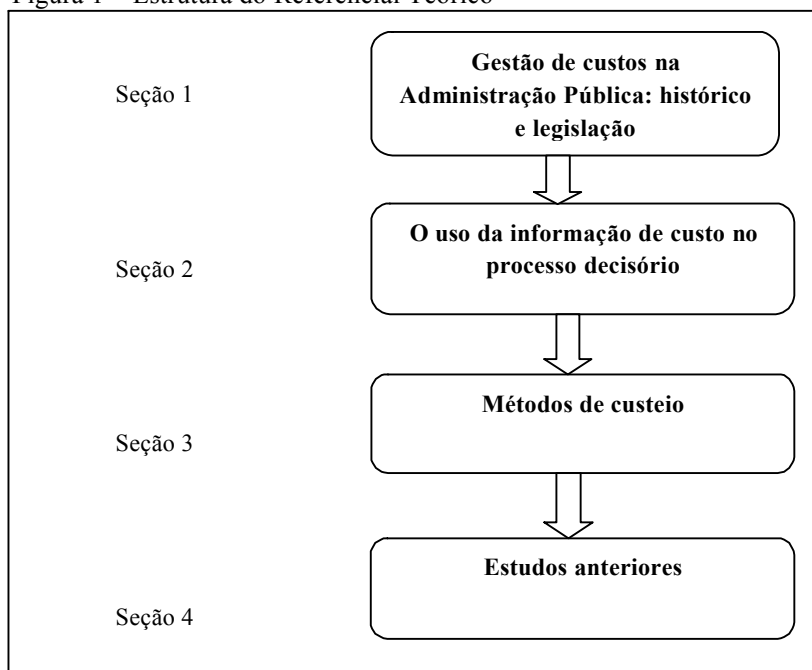 Figura 1 – Estrutura do Referencial Teórico
Seção 1
Gestão de custos na
Administração Pública: histórico
e legislação
Seção 2
O uso da informação de custo no
processo decisório
Seção 3
Métodos de custeio
Seção 4
Estudos anteriores